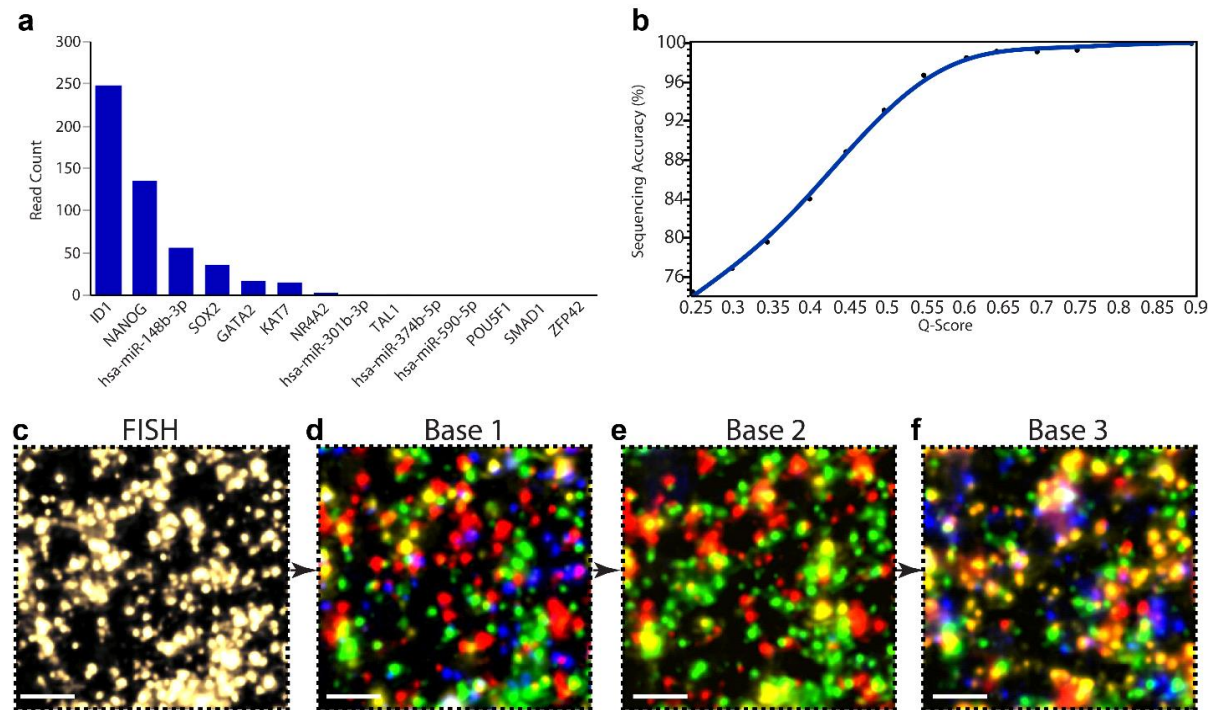 a
300
250
200
150
100
50
0
Read Count
ID1
NANOG
hsa-miR-148b-3p
SOX2
GATA2
KAT7
NR4A2
hsa-miR-301b-3p
TAL1
hsa-miR-374b-5p
hsa-miR-590-5p
POU5F1
SMAD1
ZFP42
b
100
96
92
88
84
80
76
Sequencing Accuracy (%)
0.25 0.3 0.35 0.4 0.45 0.5 0.55 0.6 0.65 0.7 0.75 0.8 0.85 0.9
Q-Score
c FISH
d Base 1
e Base 2
f Base 3